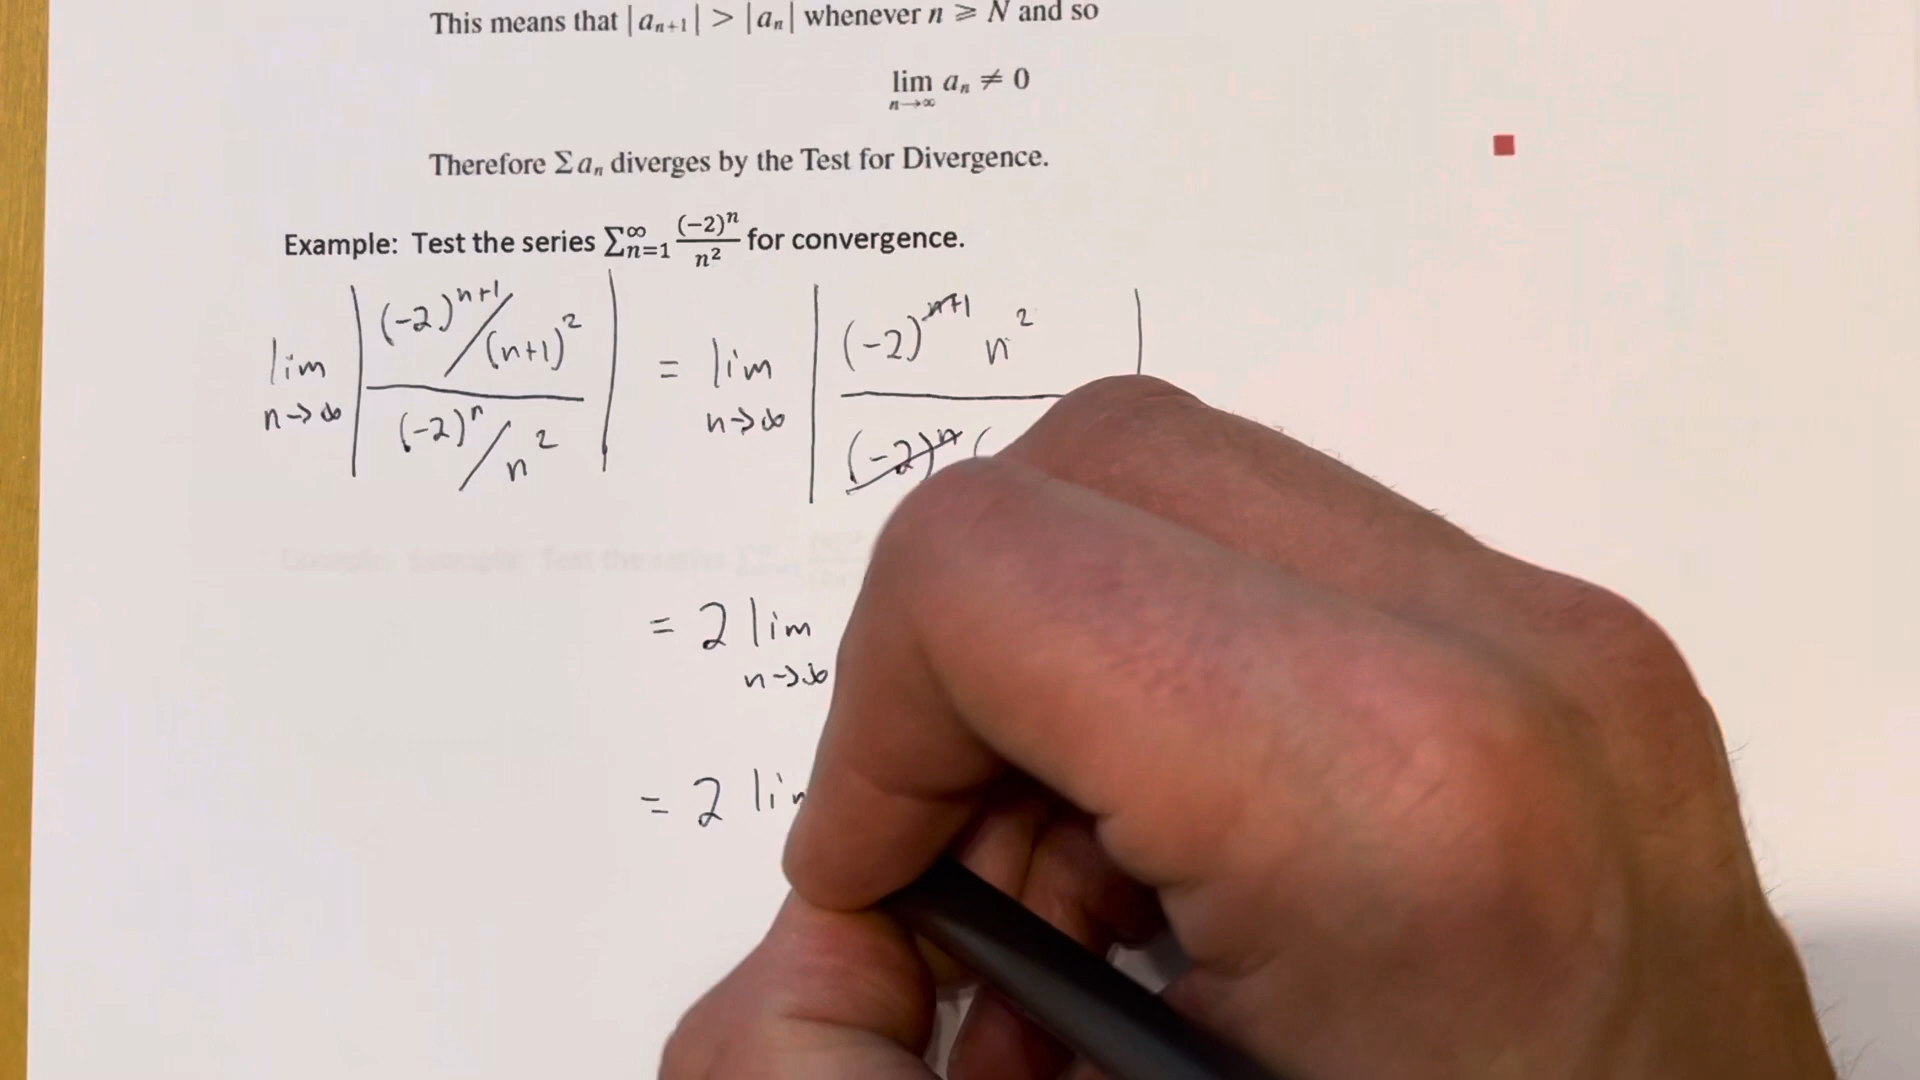 This means that |aₙ₊₁| > |aₙ| whenever n ⩾ N and so
lim aₙ ≠ 0
n→∞
Therefore Σaₙ diverges by the Test for Divergence.
Example: Test the series ∑ₙ₌₁^∞ (−2)ⁿ/n² for convergence.
lim n→∞ | (-2)ⁿ⁺¹/(n+1)² / (-2)ⁿ/n² | = lim n→∞ | (-2)ⁿ⁺¹ n² / (-2)ⁿ (
= 2 lim
n→∞
= 2